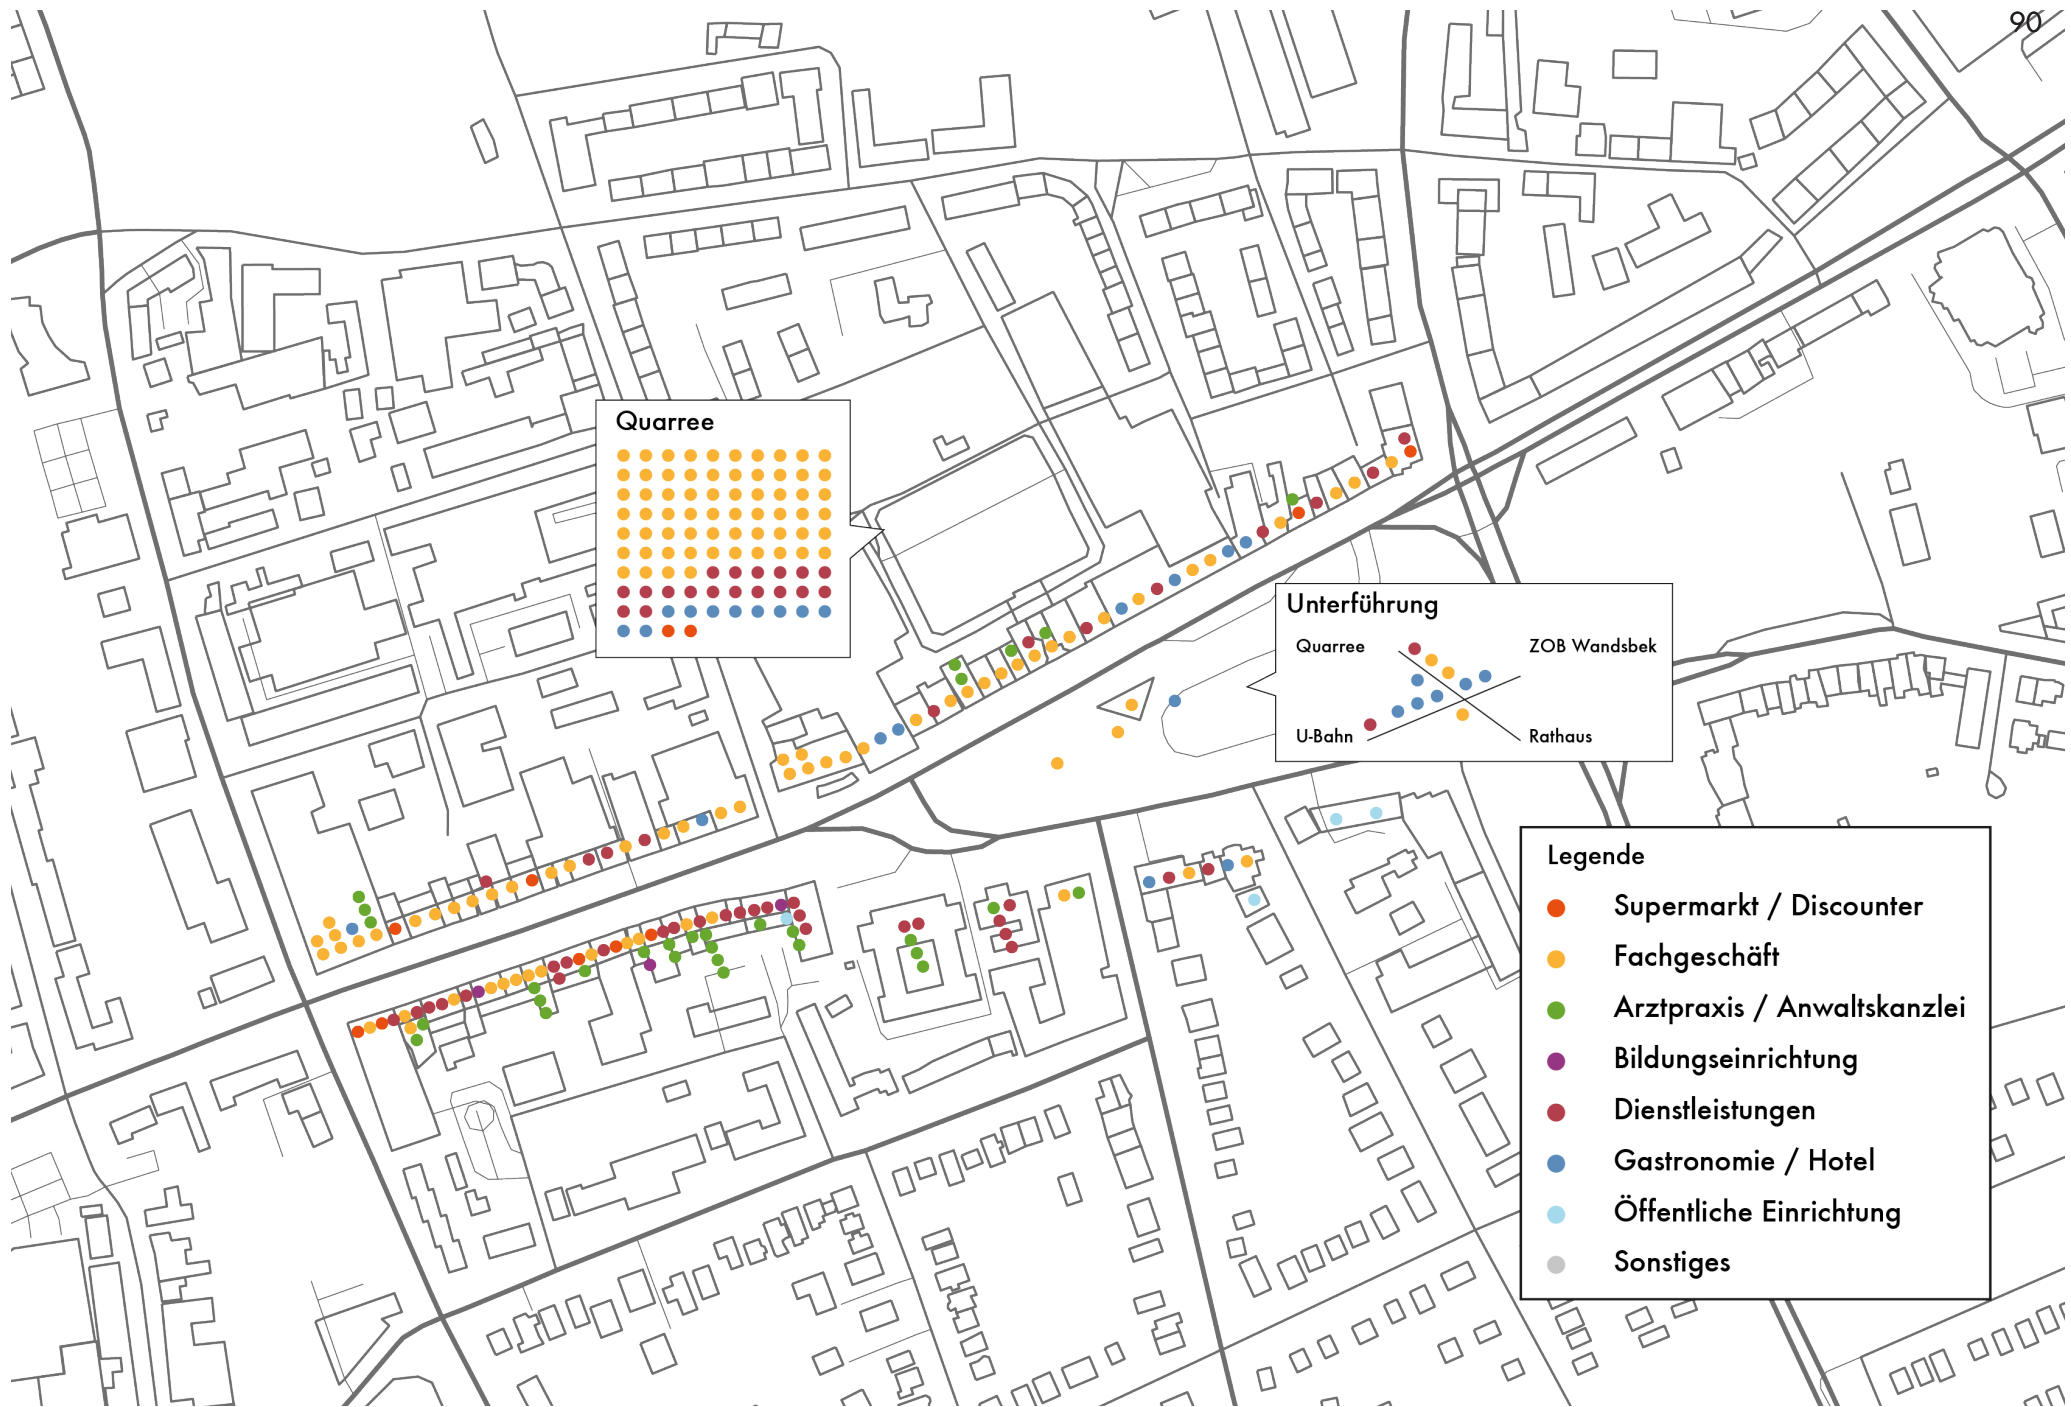 90
Quarree
Unterführung
Quarree
ZOB Wandsbek
U-Bahn
Rathaus
Legende
Supermarkt / Discounter
Fachgeschäft
Arztpraxis / Anwaltskanzlei
Bildungseinrichtung
Dienstleistungen
Gastronomie / Hotel
Öffentliche Einrichtung
Sonstiges